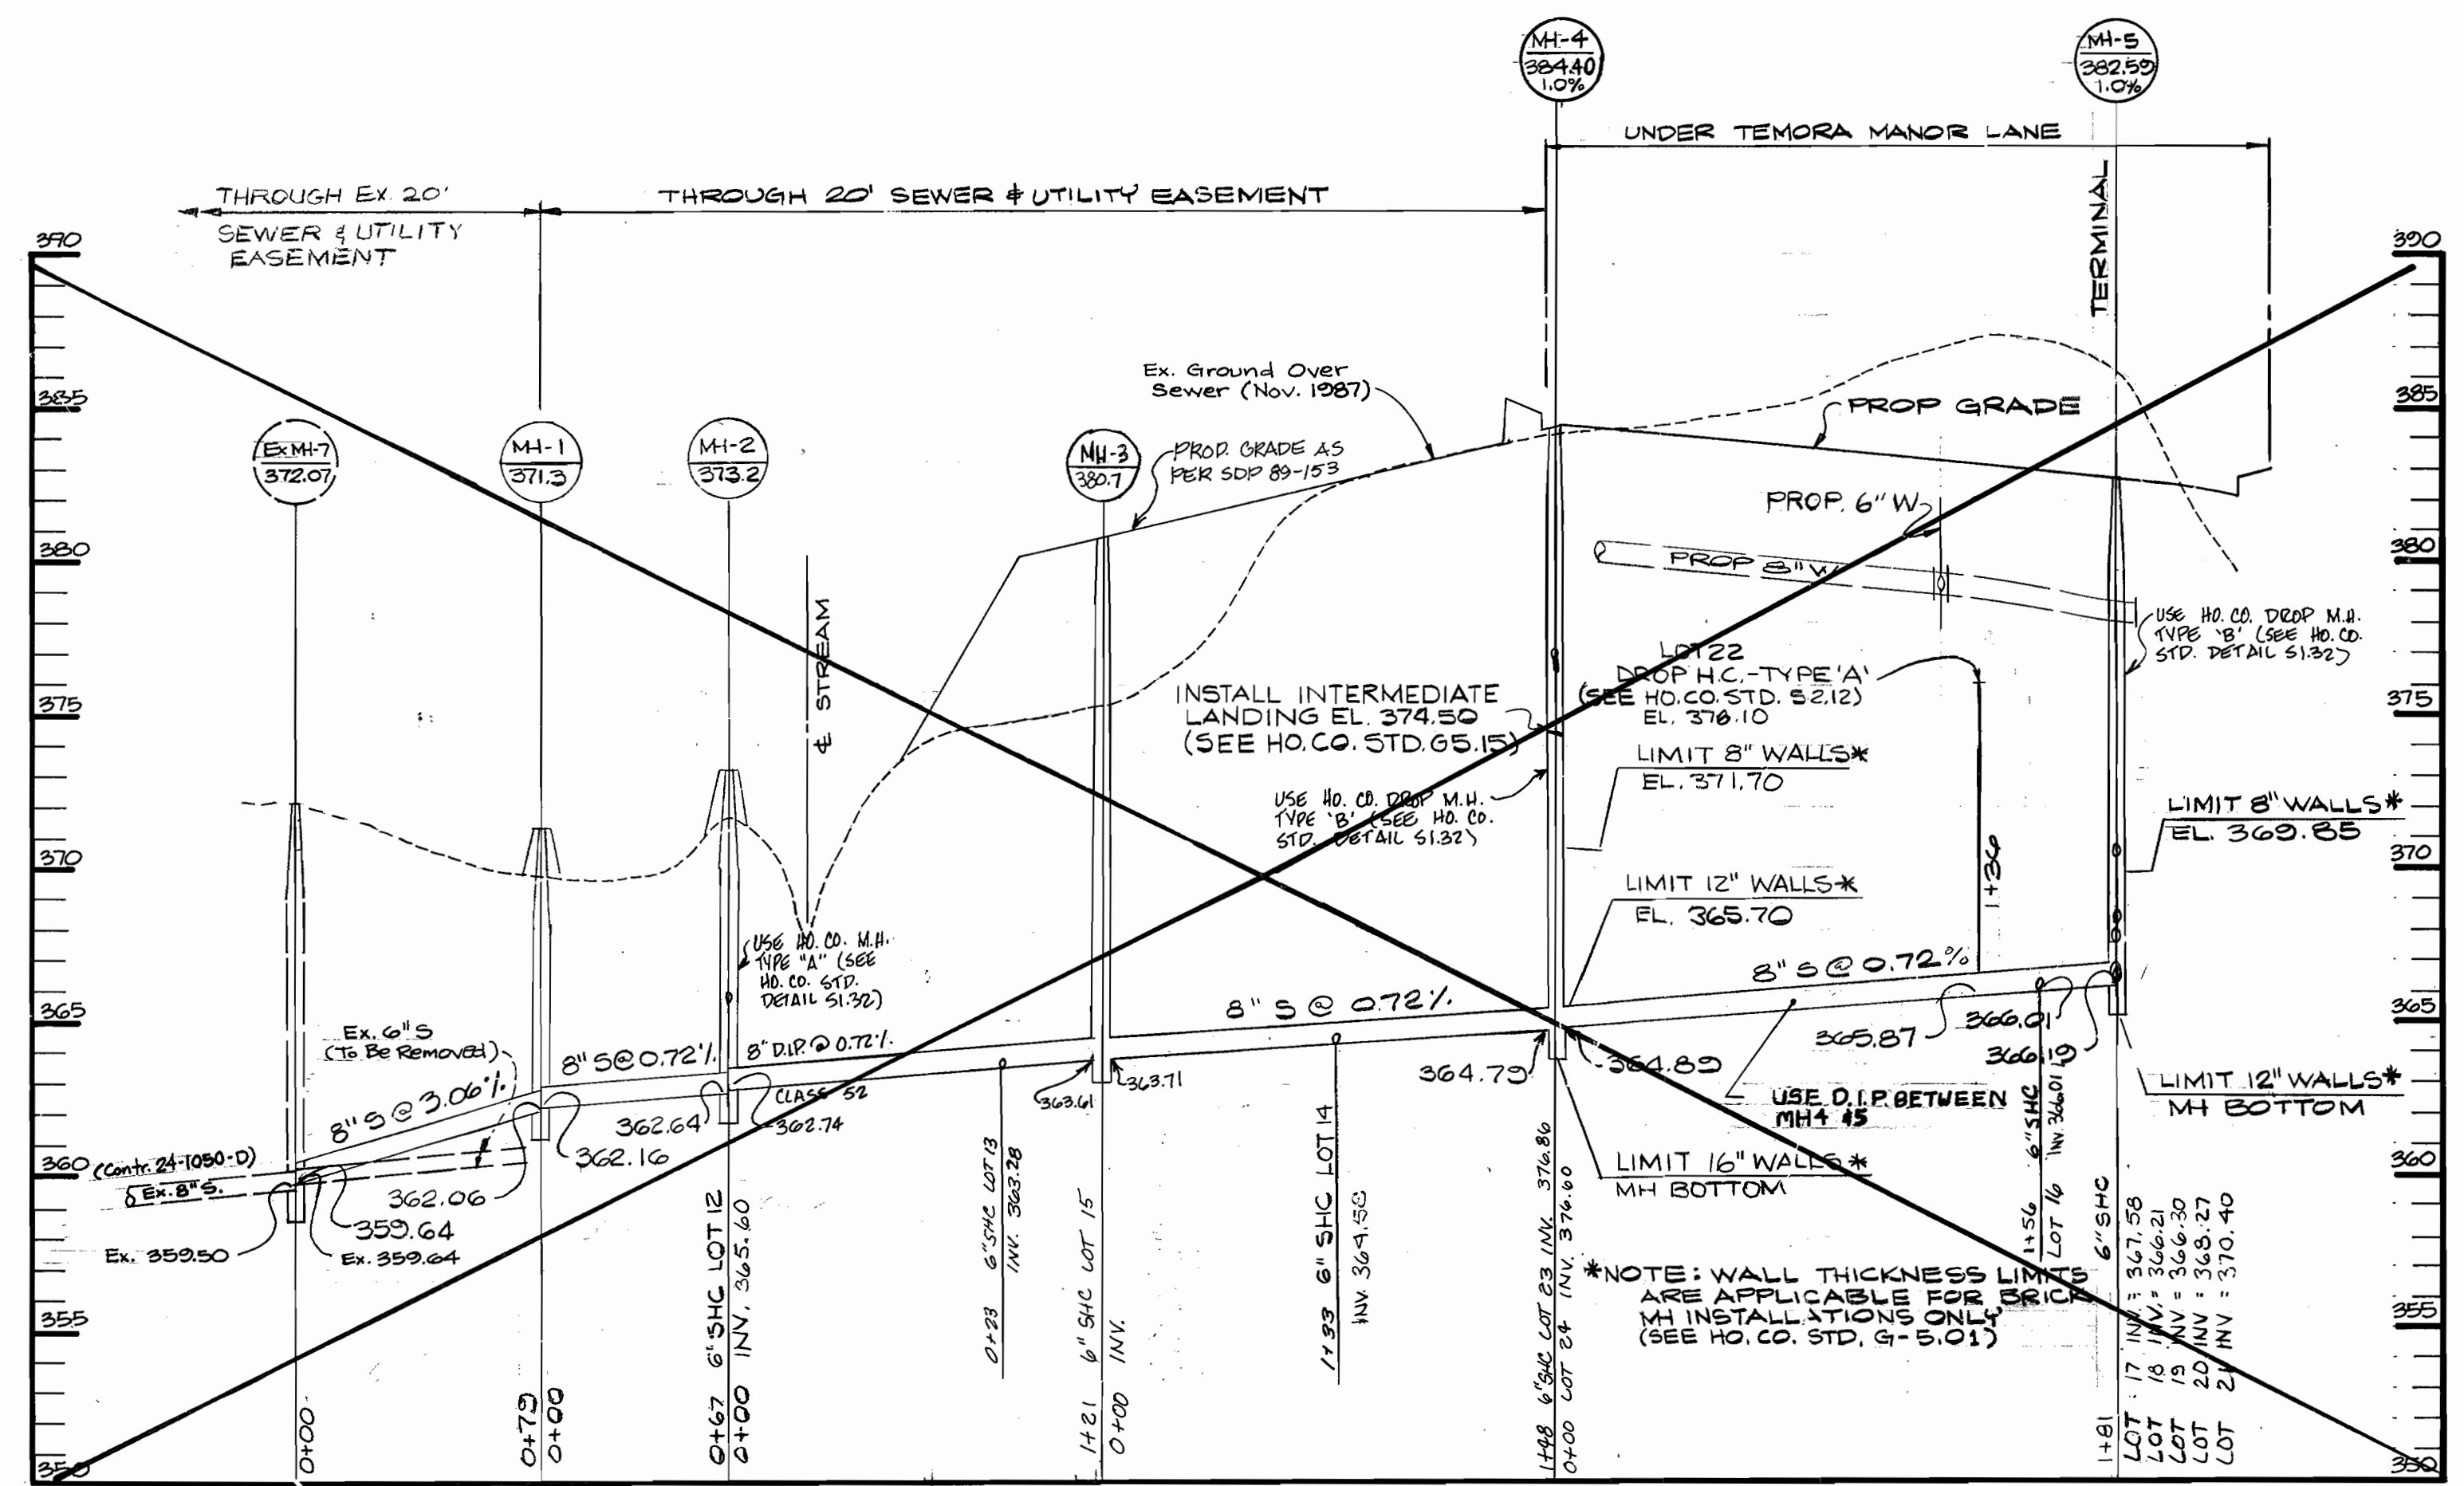 MH-4
384.40
1.0%
MH-5
382.59
1.0%
UNDER TEMORA MANOR LANE
THROUGH EX. 20'
SEWER & UTILITY
EASEMENT
THROUGH 20' SEWER & UTILITY EASEMENT
TERMINAL
390
390
385
385
380
380
375
375
370
370
365
365
360
360
355
355
350
350
Ex. Ground Over
Sewer (Nov. 1987)
PROP GRADE
Ex MH-7
372.07
MH-1
371.3
MH-2
373.2
MH-3
380.7
PROP. GRADE AS
PER SDP 89-153
PROP. 6" W
PROP 8" W
℄ STREAM
USE HO. CO. DROP M.H.
TYPE 'B' (SEE HO. CO.
STD. DETAIL S1.32)
LOT 22
DROP H.C.-TYPE 'A'
(SEE HO.CO. STD. S2.12)
EL. 378.10
INSTALL INTERMEDIATE
LANDING EL. 374.50
(SEE HO.CO. STD. G5.15)
LIMIT 8" WALLS*
EL. 371.70
USE HO. CO. DROP M.H.
TYPE 'B' (SEE HO. CO.
STD. DETAIL S1.32)
LIMIT 8" WALLS*
EL. 369.85
1+36
LIMIT 12" WALLS*
EL. 365.70
USE HO. CO. M.H.
TYPE "A" (SEE
HO. CO. STD.
DETAIL S1.32)
8" S @ 0.72%
8" S @ 0.72%
Ex. 6" S
(To Be Removed)
8" S @ 3.06%
8" S @ 0.72%
8" D.I.P. @ 0.72%
CLASS 52
365.87
366.01
366.19
364.79
364.89
363.61
363.71
362.64
362.74
362.16
362.06
USE D.I.P. BETWEEN
MH4 & 5
LIMIT 12" WALLS*
MH BOTTOM
LIMIT 16" WALLS*
MH BOTTOM
(Contr. 24-1050-D)
Ex. 8" S.
359.64
Ex. 359.50
Ex. 359.64
*NOTE: WALL THICKNESS LIMITS
ARE APPLICABLE FOR BRICK
MH INSTALLATIONS ONLY
(SEE HO. CO. STD. G-5.01)
0+00
0+79
0+00
0+67 6" SHC LOT 12
0+00 INV. 365.60
0+23 6" SHC LOT 13
INV. 363.28
1+21 6" SHC LOT 15
0+00 INV.
1+33 6" SHC LOT 14
INV. 364.58
1+48 6" SHC LOT 23 INV. 376.86
0+00 LOT 24 INV. 376.60
1+56 6" SHC
LOT 16 INV. 366.01
1+81 6" SHC
LOT : 17 INV. = 367.58
LOT 18 INV. = 366.21
LOT 19 INV = 366.30
LOT 20 INV = 368.27
LOT 21 INV = 370.40